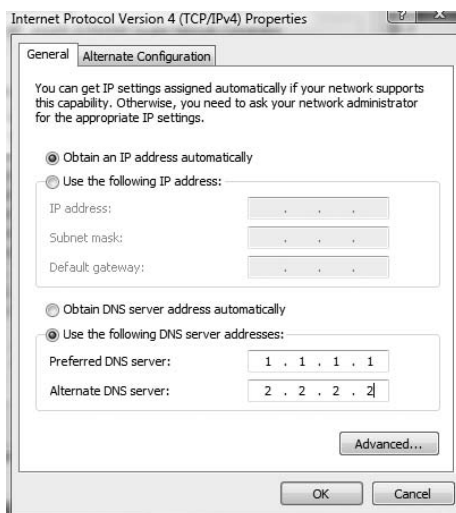 Internet Protocol Version 4 (TCP/IPv4) Properties
General
Alternate Configuration
You can get IP settings assigned automatically if your network supports
this capability. Otherwise, you need to ask your network administrator
for the appropriate IP settings.
Obtain an IP address automatically
Use the following IP address:
IP address: . . .
Subnet mask: . . .
Default gateway: . . .
Obtain DNS server address automatically
Use the following DNS server addresses:
Preferred DNS server: 1 . 1 . 1 . 1
Alternate DNS server: 2 . 2 . 2 . 2
Advanced...
OK
Cancel